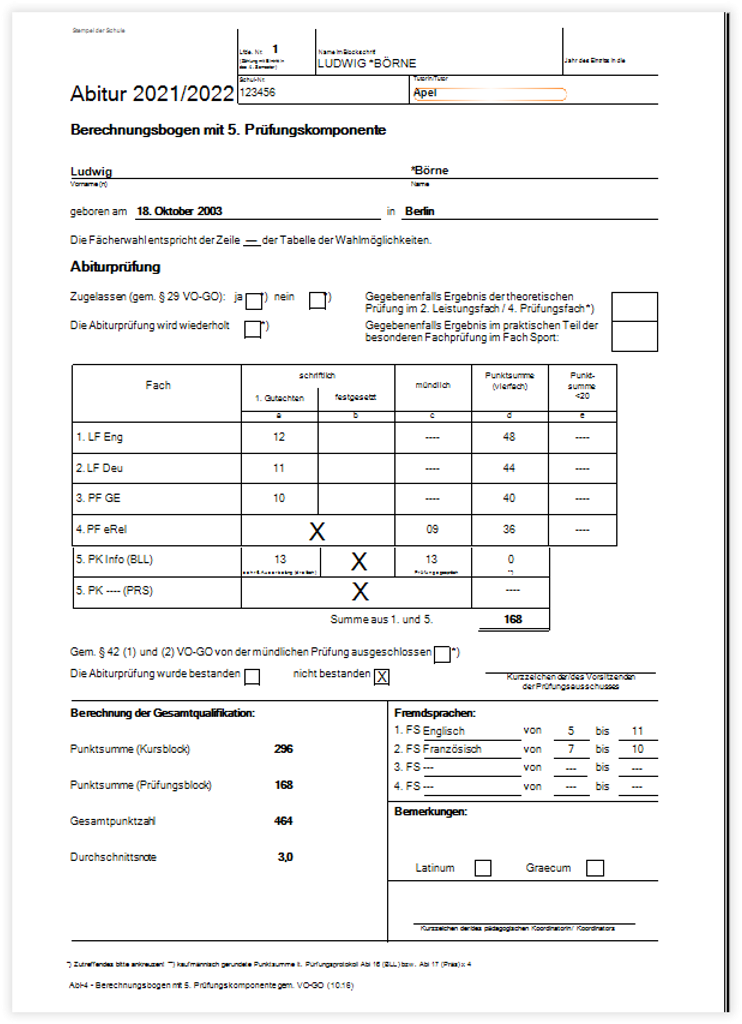 Stempel der Schule
Lfde. Nr. 1
(Zählung mit Eintritt in
das 4. Semester)
Name in Blockschrift
LUDWIG *BÖRNE
Jahr des Eintritts in die
Abitur 2021/2022
Schul-Nr.
123456
Tutorin/Tutor
Apel
Berechnungsbogen mit 5. Prüfungskomponente
Ludwig *Börne
Vorname(n) Name
geboren am 18. Oktober 2003 in Berlin
Die Fächerwahl entspricht der Zeile — der Tabelle der Wahlmöglichkeiten.
Abiturprüfung
Zugelassen (gem. § 29 VO-GO): ja *) nein *)
Gegebenenfalls Ergebnis der theoretischen
Prüfung im 2. Leistungsfach / 4. Prüfungsfach*)
Die Abiturprüfung wird wiederholt *)
Gegebenenfalls Ergebnis im praktischen Teil der
besonderen Fachprüfung im Fach Sport:
Fach schriftlich mündlich Punktsumme (vierfach) Punkt-summe <20
1. Gutachten festgesetzt
a b c d e
1. LF Eng 12 ---- 48 ----
2. LF Deu 11 ---- 44 ----
3. PF GE 10 ---- 40 ----
4. PF eRel X 09 36 ----
5. PK Info (BLL) 13 X 13 0
**)
5. PK ---- (PRS) X ----
Summe aus 1. und 5. 168
Gem. § 42 (1) und (2) VO-GO von der mündlichen Prüfung ausgeschlossen *)
Die Abiturprüfung wurde bestanden nicht bestanden X
Kurzzeichen der/des Vorsitzenden
der Prüfungsausschusses
Berechnung der Gesamtqualifikation:
Punktsumme (Kursblock) 296
Punktsumme (Prüfungsblock) 168
Gesamtpunktzahl 464
Durchschnittsnote 3,0
Fremdsprachen:
1. FS Englisch von 5 bis 11
2. FS Französisch von 7 bis 10
3. FS --- von --- bis ---
4. FS --- von --- bis ---
Bemerkungen:
Latinum Graecum
Kurzzeichen der/des pädagogischen Koordinatorin/ Koordinators
*) Zutreffendes bitte ankreuzen! **) kaufmännisch gerundete Punktsumme lt. Pürfungsprotokoll Abi 16 (BLL) bzw. Abi 17 (Präs) x 4
Abi-4 - Berechnungsbogen mit 5. Prüfungskomponente gem. VO-GO (10.16)